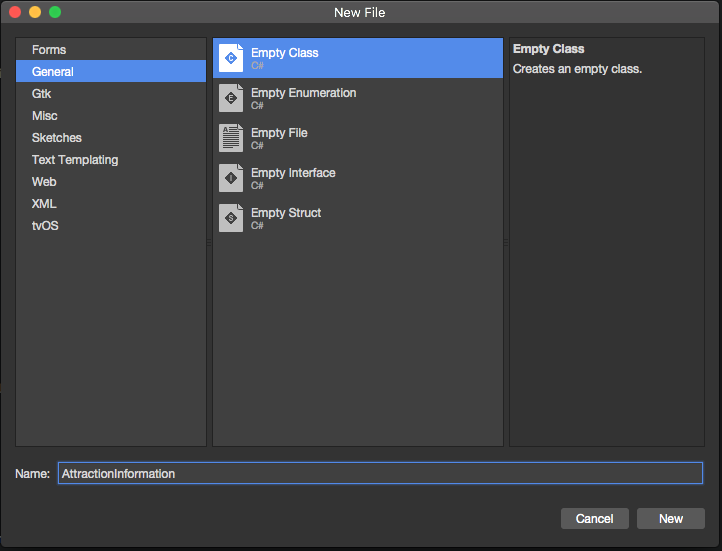 New File
Forms
General
Gtk
Misc
Sketches
Text Templating
Web
XML
tvOS
C
Empty Class
C#
E
Empty Enumeration
C#
A
Empty File
C#
I
Empty Interface
C#
S
Empty Struct
C#
Empty Class
Creates an empty class.
Name: AttractionInformation
Cancel New